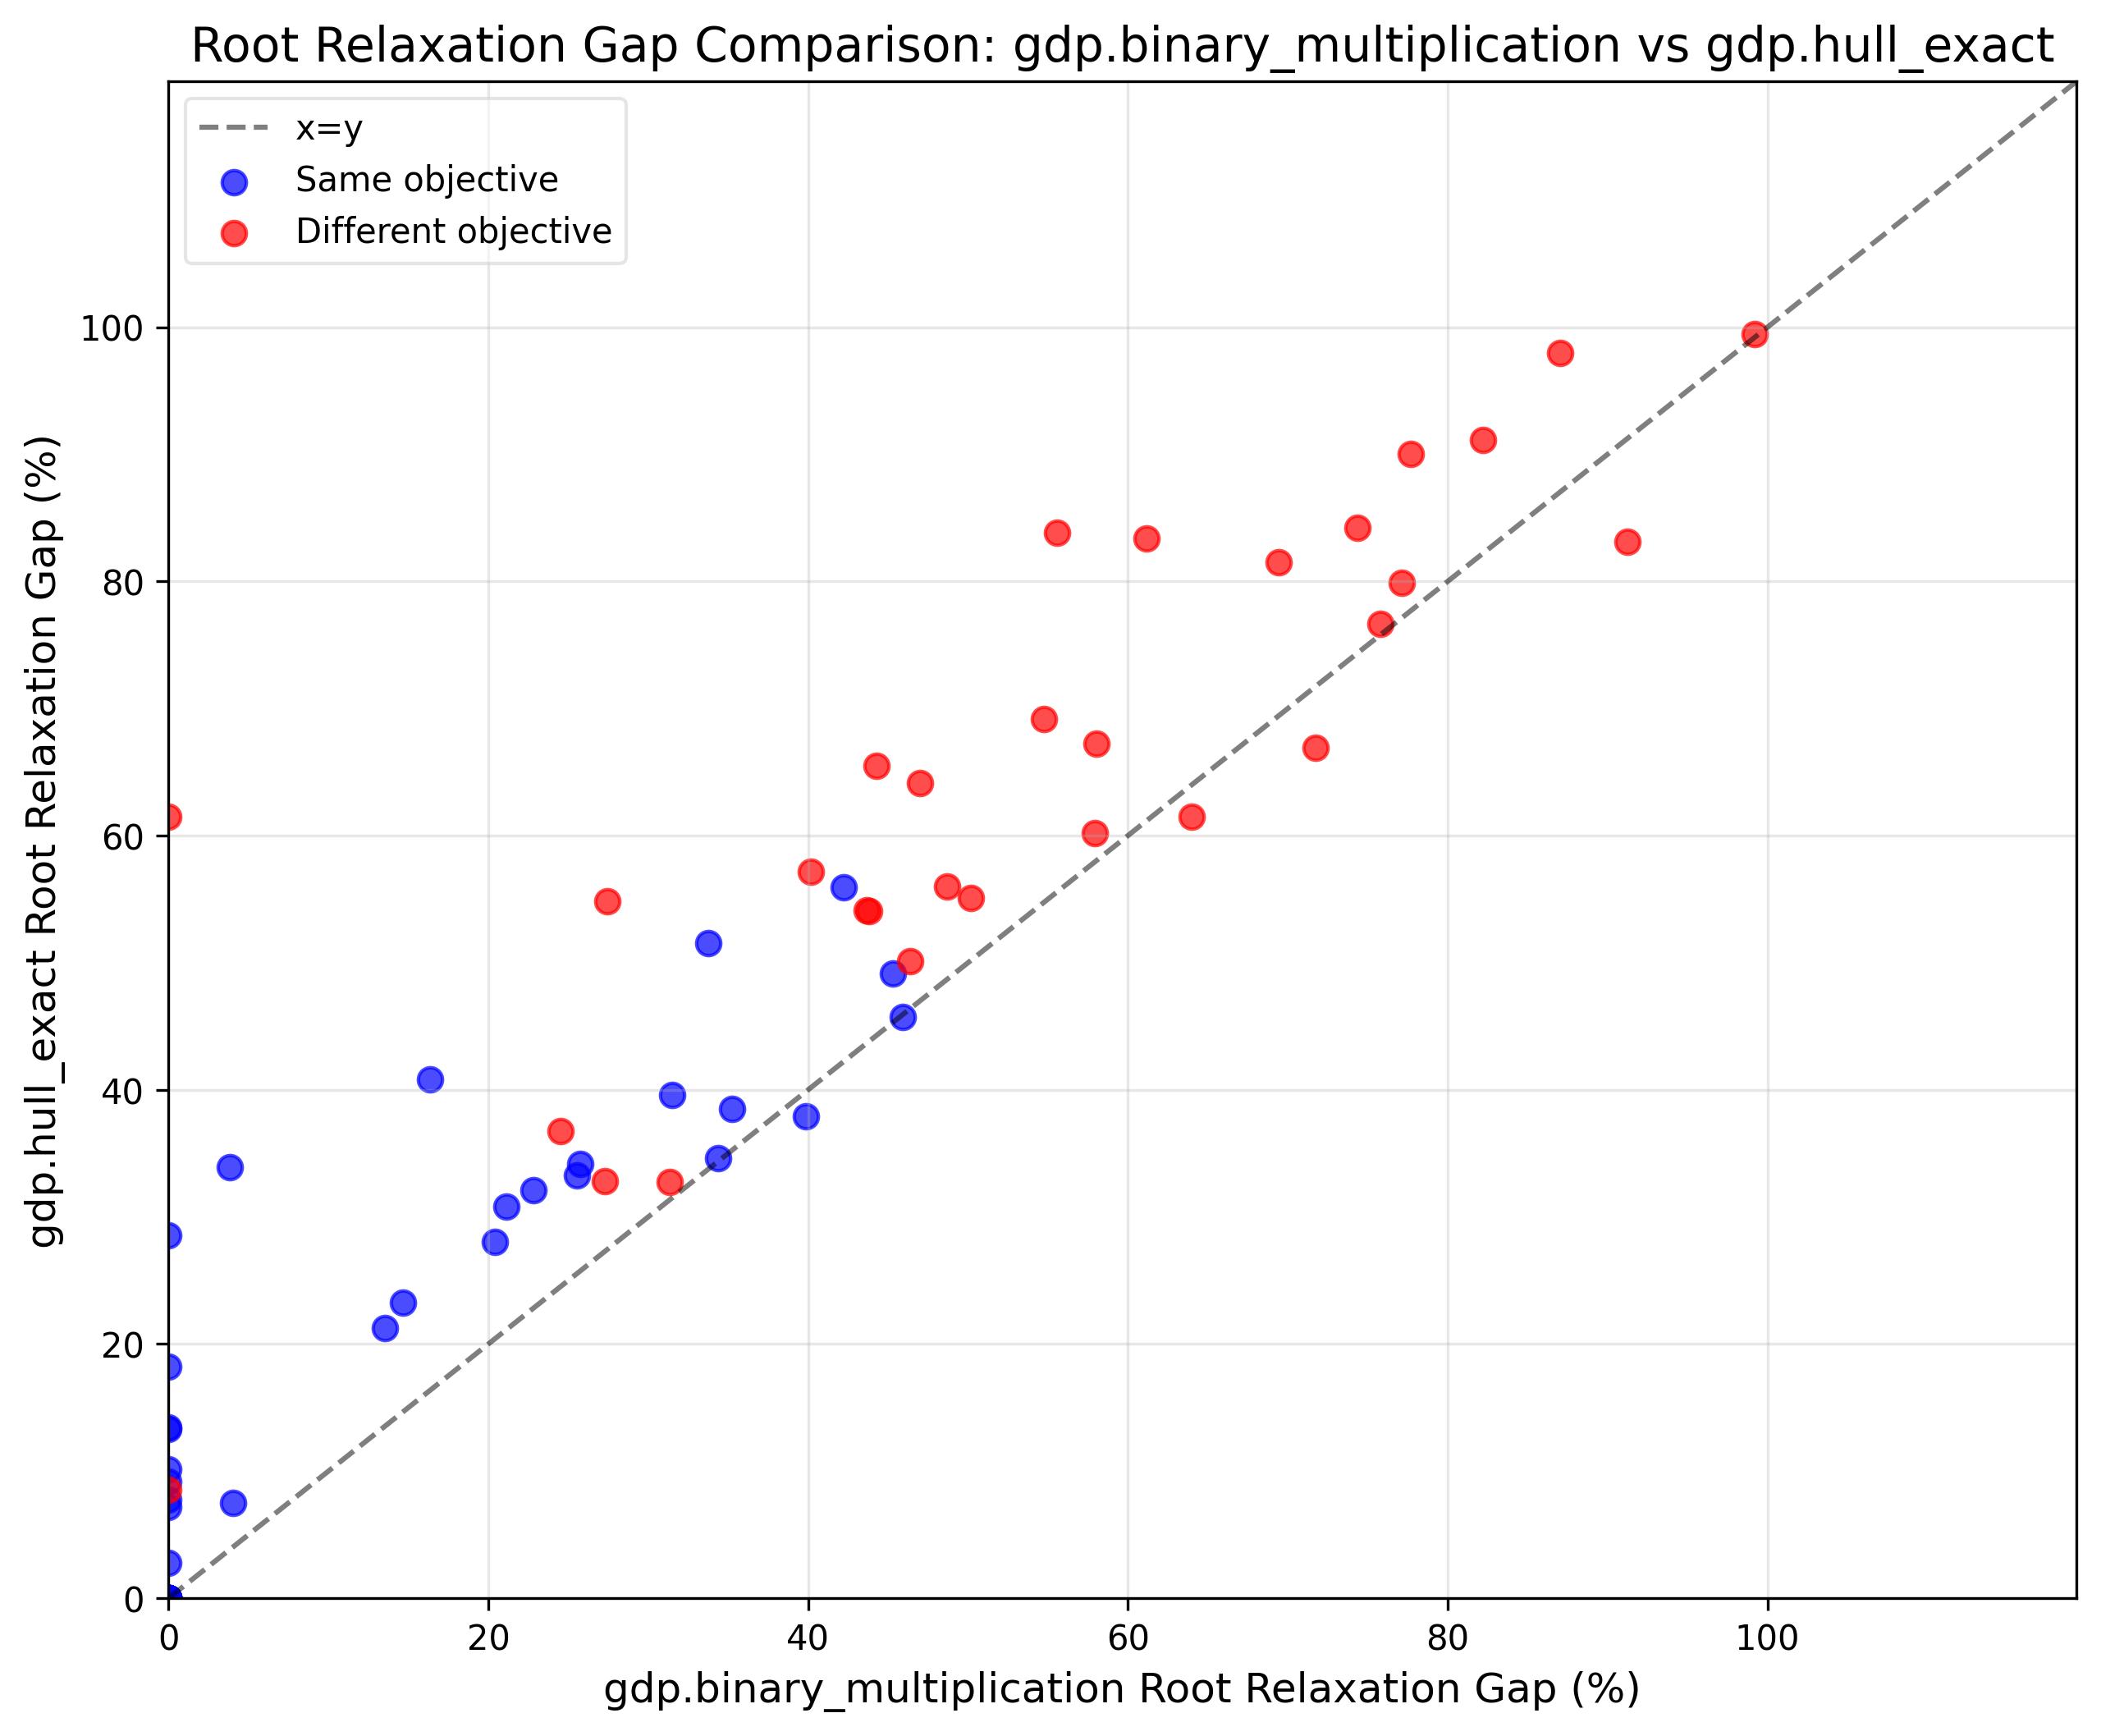 Root Relaxation Gap Comparison: gdp.binary_multiplication vs gdp.hull_exact
x=y
Same objective
Different objective
gdp.hull_exact Root Relaxation Gap (%)
100
80
60
40
20
0
0 20 40 60 80 100
gdp.binary_multiplication Root Relaxation Gap (%)